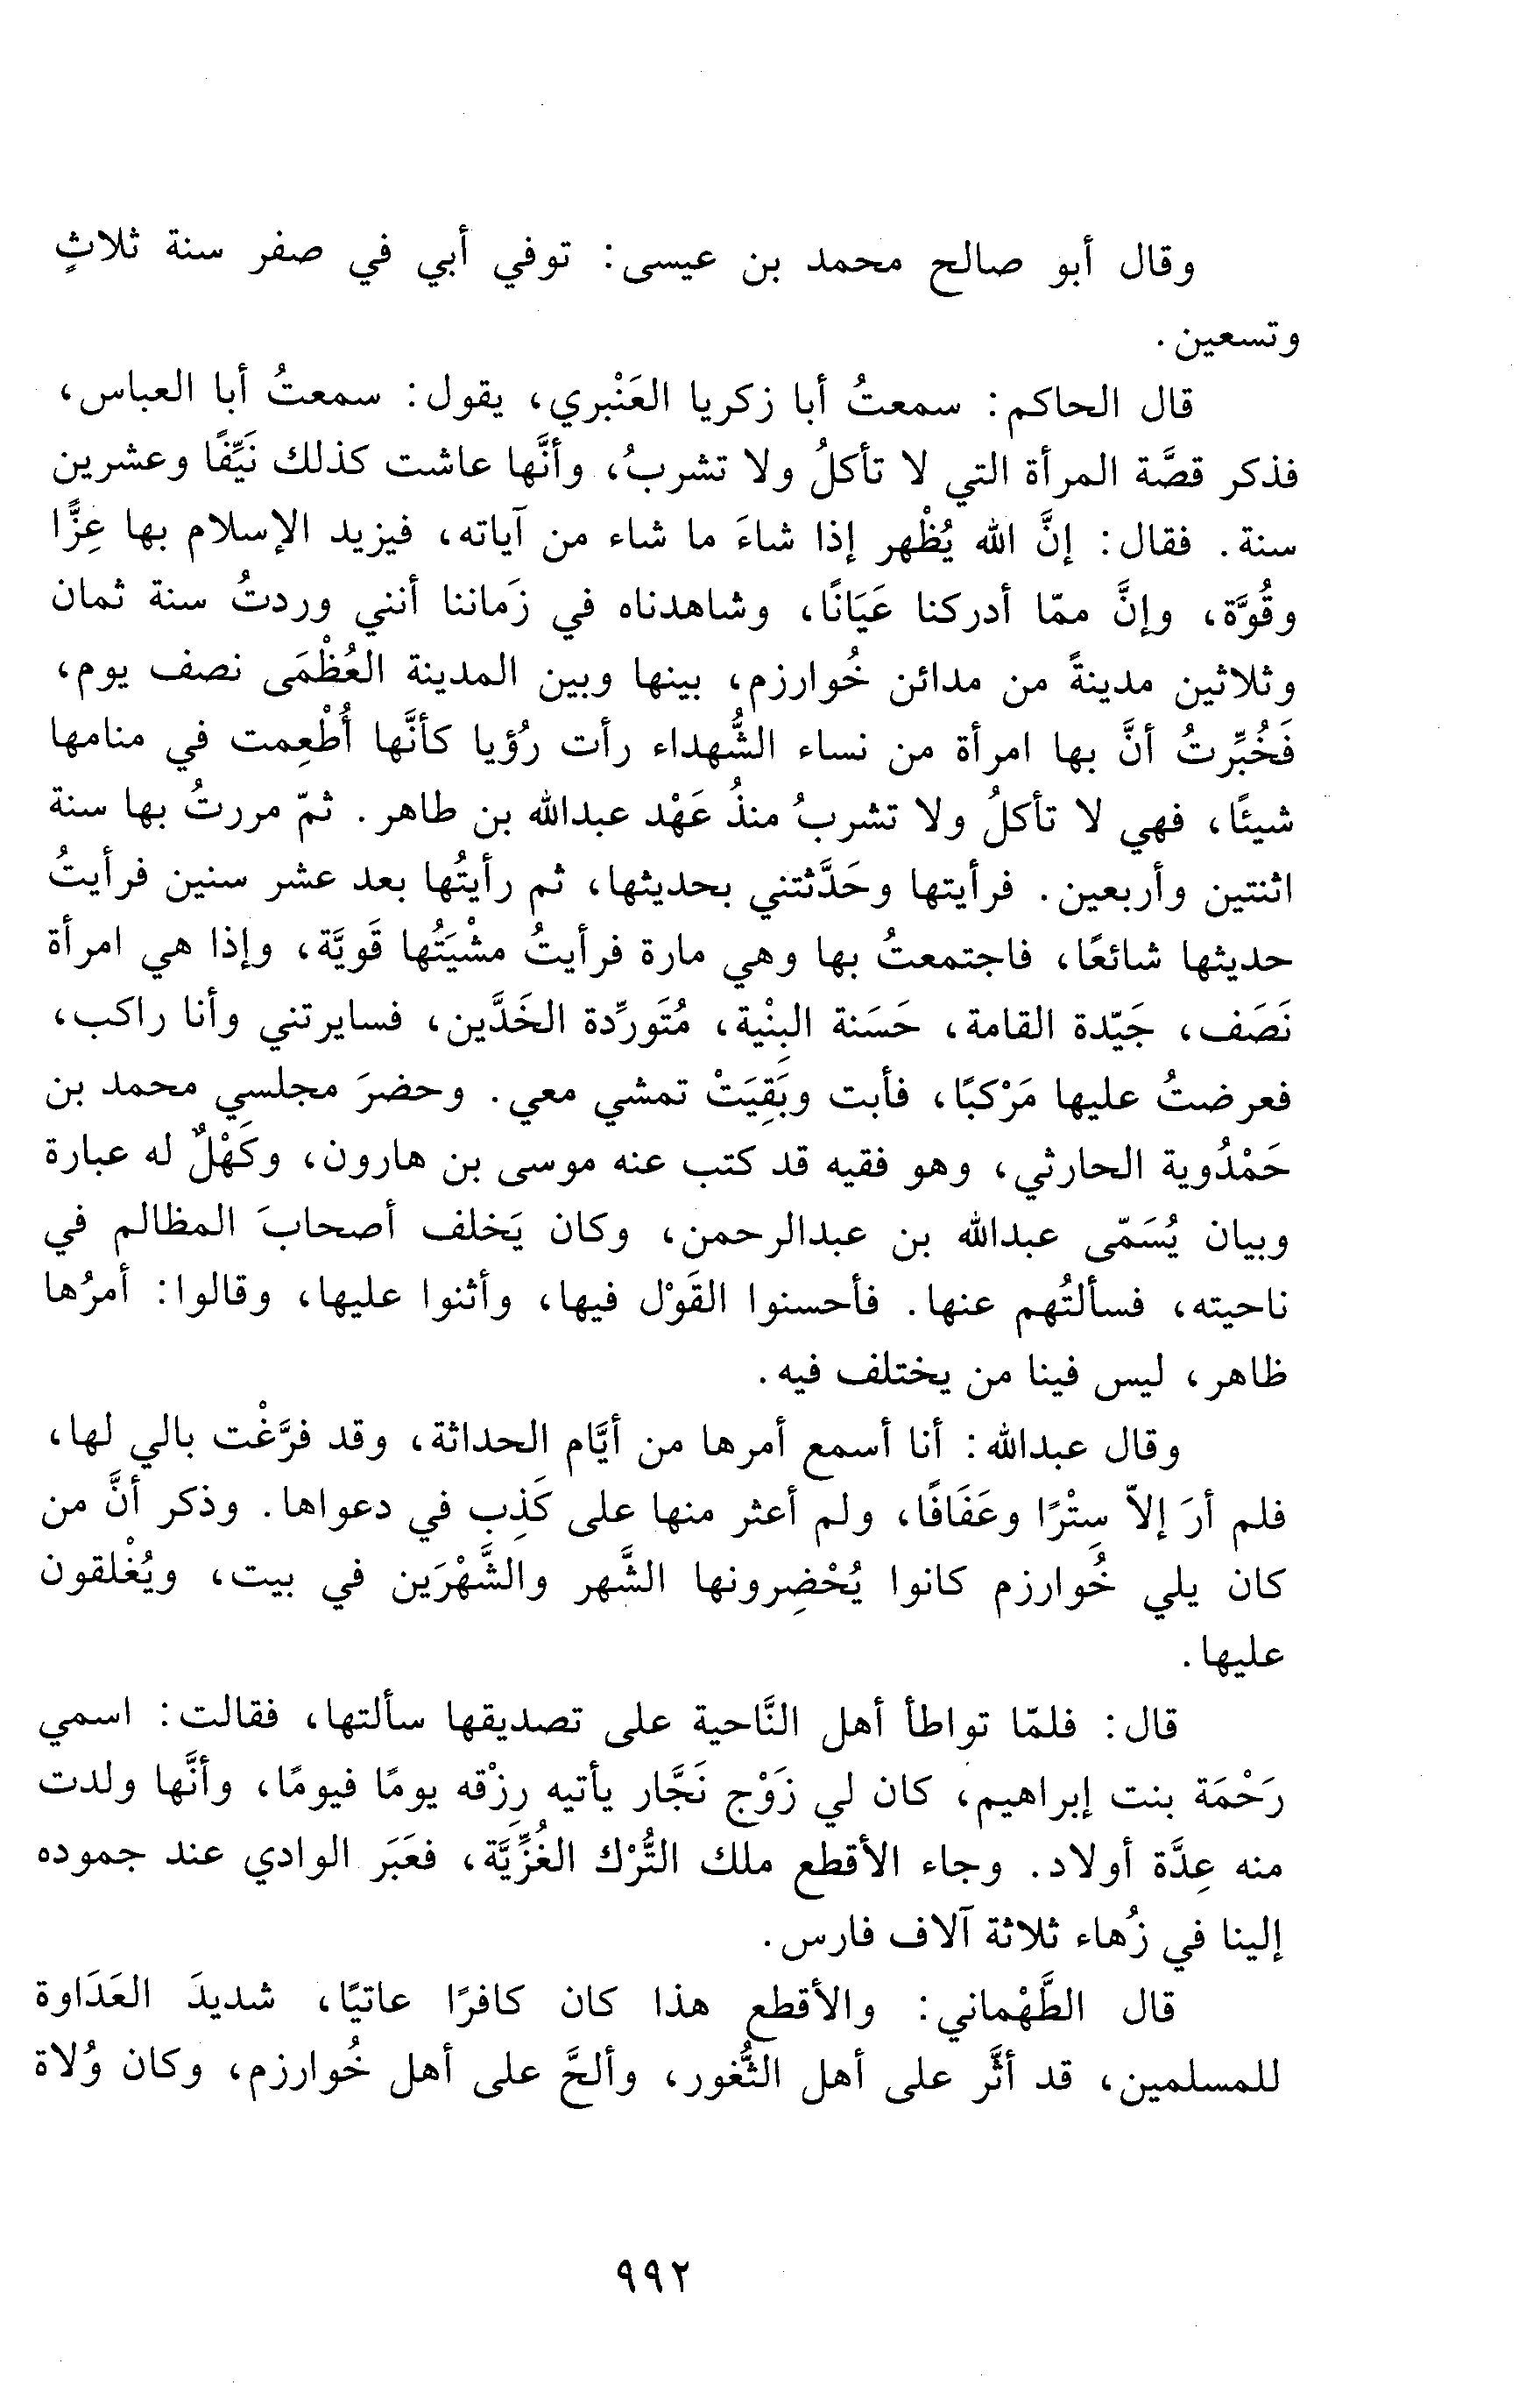 وقال أبو صالح محمد بن عيسى: توفي أبي في صفر سنة ثلاثٍ
وتسعين.
قال الحاكم: سمعتُ أبا زكريا العَنْبري، يقول: سمعتُ أبا العباس،
فذكر قصَّة المرأة التي لا تأكلُ ولا تشربُ، وأنَّها عاشت كذلك نَيِّفًا وعشرين
سنة. فقال: إنَّ الله يُظْهر إذا شاءَ ما شاء من آياته، فيزيد الإسلام بها عِزًّا
وقُوَّة، وإنَّ ممّا أدركنا عَيَانًا، وشاهدناه في زَماننا أنني وردتُ سنة ثمان
وثلاثين مدينةً من مدائن خُوارزم، بينها وبين المدينة العُظْمَى نصف يوم،
فَخُبِّرتُ أنَّ بها امرأة من نساء الشُّهداء رأت رُؤيا كأنَّها أُطْعِمت في منامها
شيئًا، فهي لا تأكلُ ولا تشربُ منذُ عَهْد عبدالله بن طاهر. ثمّ مررتُ بها سنة
اثنتين وأربعين. فرأيتها وحَدَّثتني بحديثها، ثم رأيتُها بعد عشر سنين فرأيتُ
حديثها شائعًا، فاجتمعتُ بها وهي مارة فرأيتُ مشْيَتُها قَويَّة، وإذا هي امرأة
نَصَف، جَيّدة القامة، حَسَنة البِنْية، مُتَورِّدة الخَدَّين، فسايرتني وأنا راكب،
فعرضتُ عليها مَرْكبًا، فأبت وبَقِيَتْ تمشي معي. وحضرَ مجلسي محمد بن
حَمْدُوية الحارثي، وهو فقيه قد كتب عنه موسى بن هارون، وكَهْلٌ له عبارة
وبيان يُسَمّى عبدالله بن عبدالرحمن، وكان يَخلف أصحابَ المظالم في
ناحيته، فسألتُهم عنها. فأحسنوا القَوْل فيها، وأثنوا عليها، وقالوا: أمرُها
ظاهر، ليس فينا من يختلف فيه.
وقال عبدالله: أنا أسمع أمرها من أيَّام الحداثة، وقد فرَّغْت بالي لها،
فلم أرَ إلاّ سِتْرًا وعَفَافًا، ولم أعثر منها على كَذِب في دعواها. وذكر أنَّ من
كان يلي خُوارزم كانوا يُحْضِرونها الشَّهر والشَّهْرَين في بيت، ويُغْلقون
عليها.
قال: فلمّا تواطأ أهل النَّاحية على تصديقها سألتها، فقالت: اسمي
رَحْمَة بنت إبراهيم، كان لي زَوْج نَجَّار يأتيه رِزْقه يومًا فيومًا، وأنَّها ولدت
منه عِدَّة أولاد. وجاء الأقطع ملك التُّرْك الغُزِّيَّة، فعَبَر الوادي عند جموده
إلينا في زُهاء ثلاثة آلاف فارس.
قال الطَّهْماني: والأقطع هذا كان كافرًا عاتيًا، شديدَ العَدَاوة
للمسلمين، قد أثَّر على أهل الثُّغور، وألحَّ على أهل خُوارزم، وكان وُلاة
٩٩٢